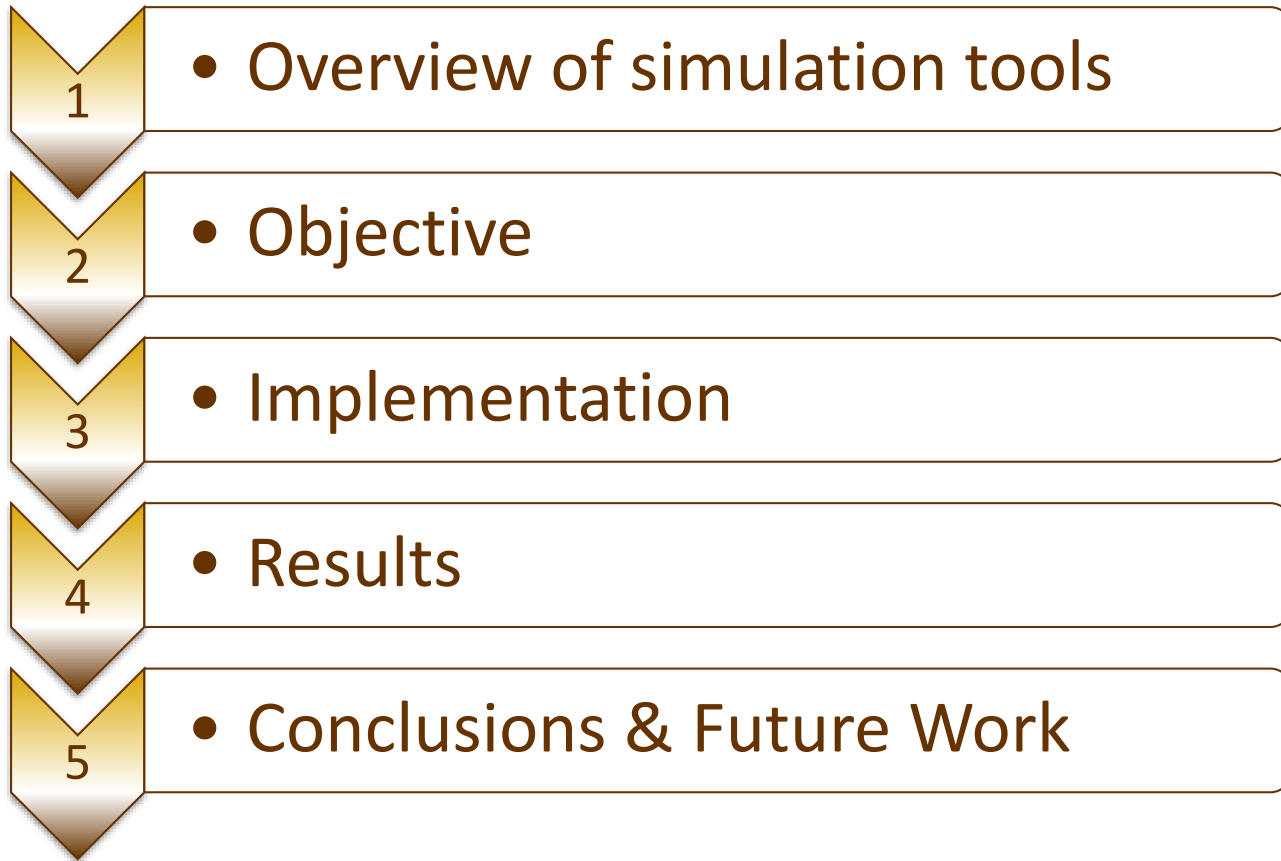 1 • Overview of simulation tools
2 • Objective
3 • Implementation
4 • Results
5 • Conclusions & Future Work